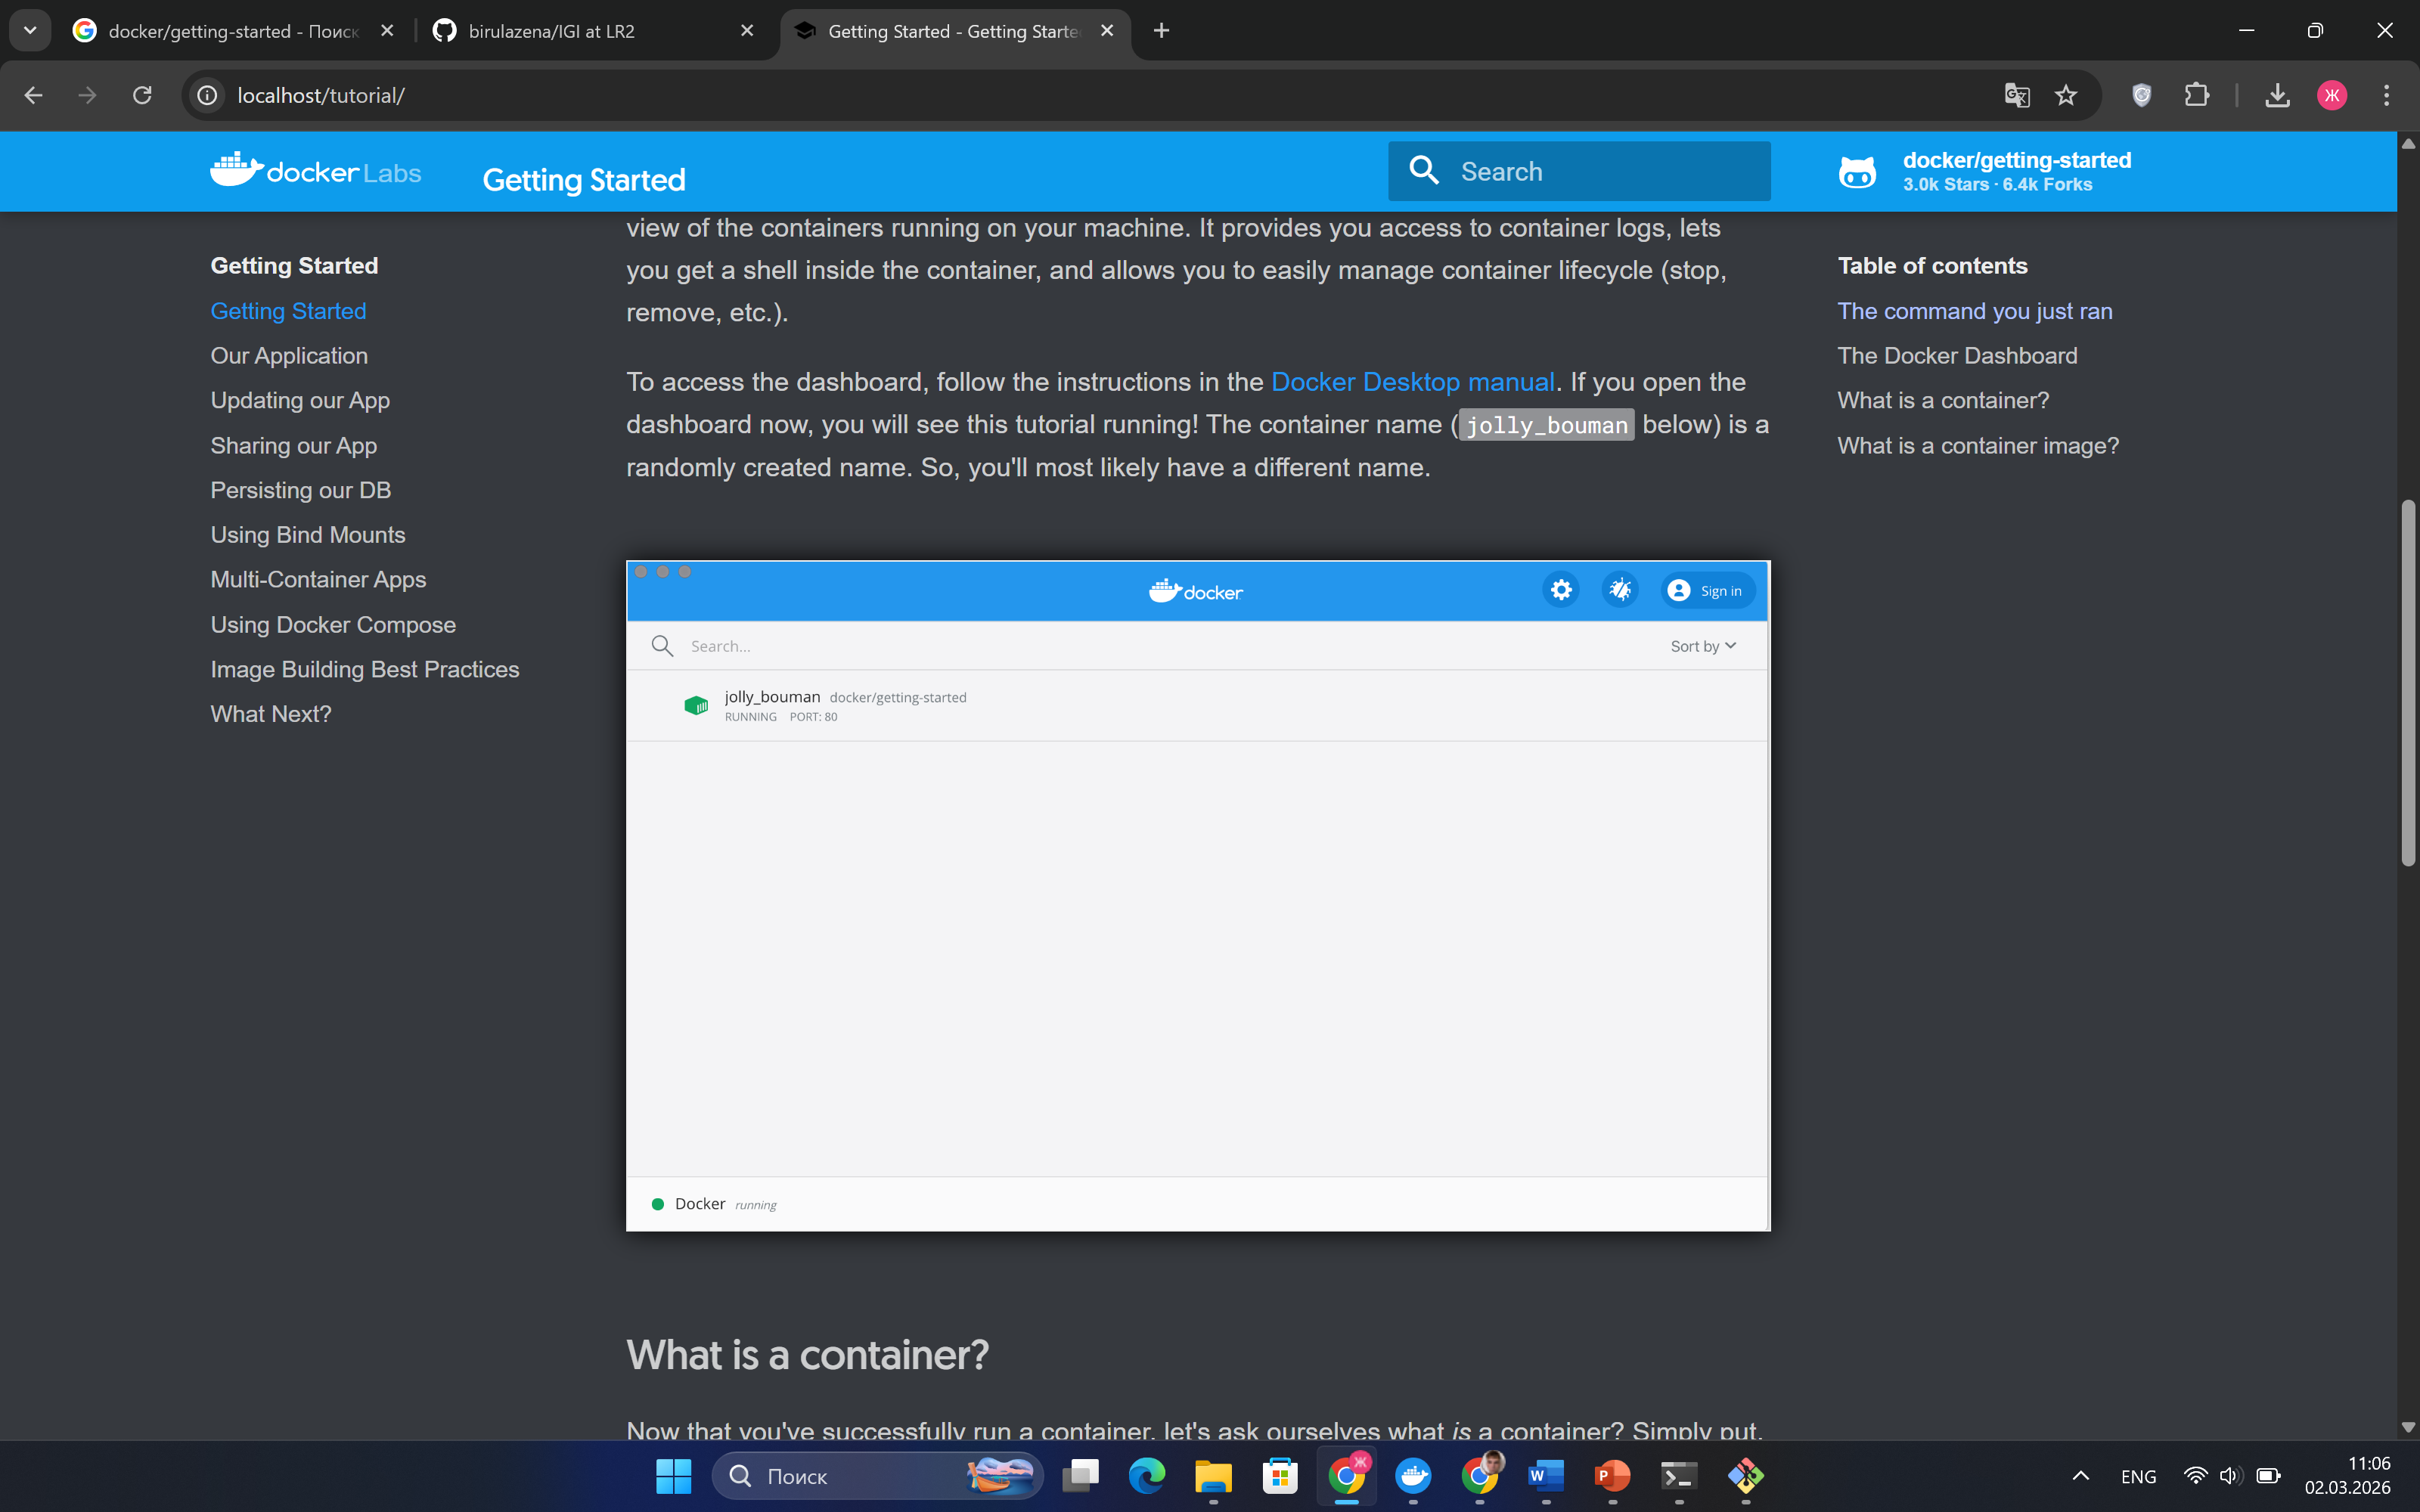 docker/getting-started - Поиск
birulazena/IGI at LR2
Getting Started - Getting Starte
localhost/tutorial/
Ж
docker Labs
Getting Started
Search
docker/getting-started
3.0k Stars · 6.4k Forks
Getting Started
Getting Started
Our Application
Updating our App
Sharing our App
Persisting our DB
Using Bind Mounts
Multi-Container Apps
Using Docker Compose
Image Building Best Practices
What Next?
view of the containers running on your machine. It provides you access to container logs, lets
you get a shell inside the container, and allows you to easily manage container lifecycle (stop,
remove, etc.).
To access the dashboard, follow the instructions in the Docker Desktop manual. If you open the
dashboard now, you will see this tutorial running! The container name (jolly_bouman below) is a
randomly created name. So, you'll most likely have a different name.
docker
Sign in
Search...
Sort by
jolly_bouman docker/getting-started
RUNNING PORT: 80
Docker running
What is a container?
Now that you've successfully run a container, let's ask ourselves what is a container? Simply put,
Table of contents
The command you just ran
The Docker Dashboard
What is a container?
What is a container image?
Поиск
Ж
W
P
ENG
11:06
02.03.2026